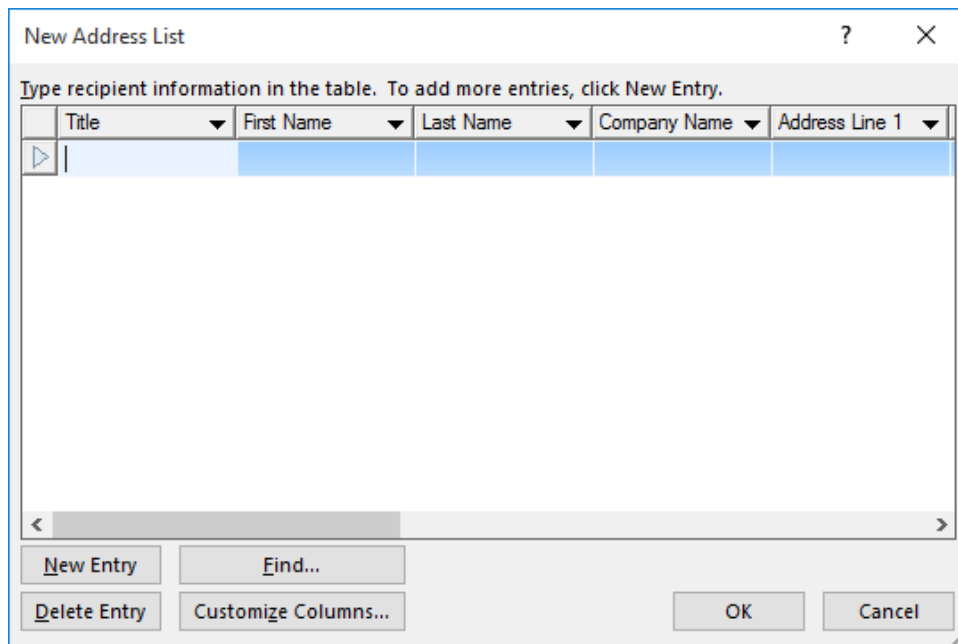 New Address List ?
Type recipient information in the table. To add more entries, click New Entry.
Title First Name Last Name Company Name Address Line 1
New Entry Find...
Delete Entry Customize Columns... OK Cancel